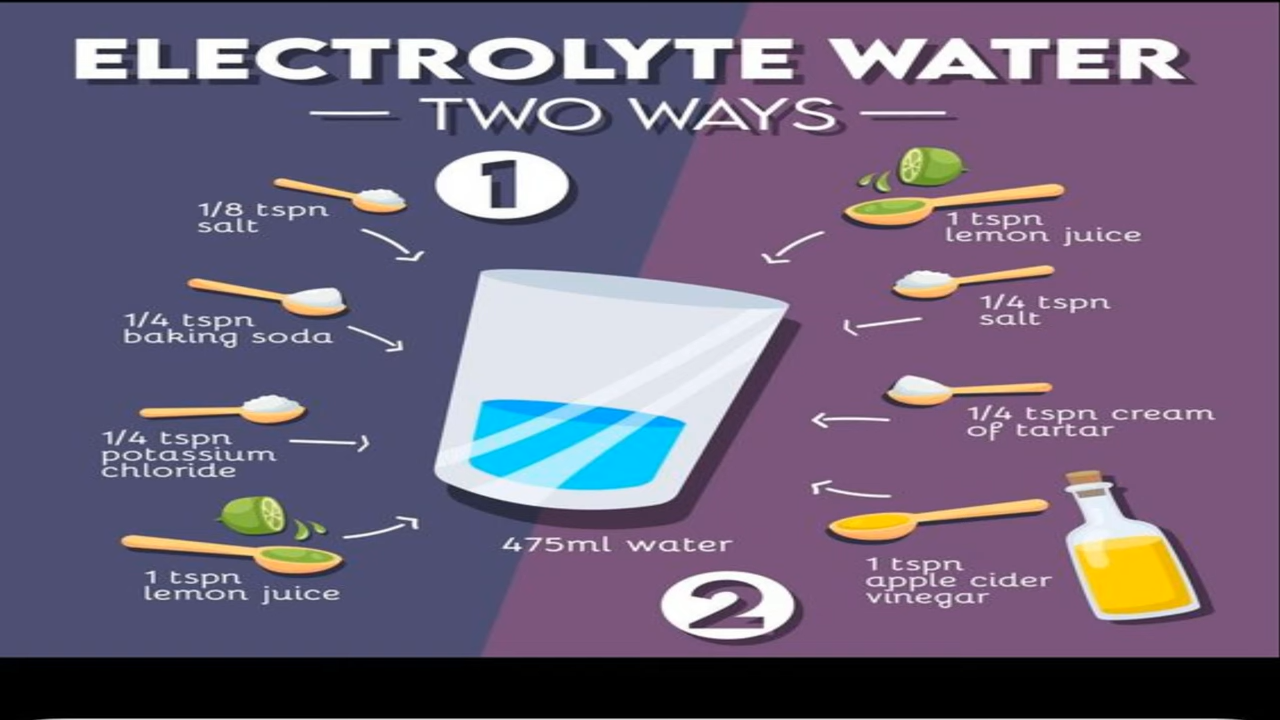 ELECTROLYTE WATER
TWO WAYS
1
1/8 tspn
salt
1/4 tspn
baking soda
1/4 tspn
potassium
chloride
1 tspn
lemon juice
475ml water
2
1 tspn
lemon juice
1/4 tspn
salt
1/4 tspn cream
of tartar
1 tspn
apple cider
vinegar